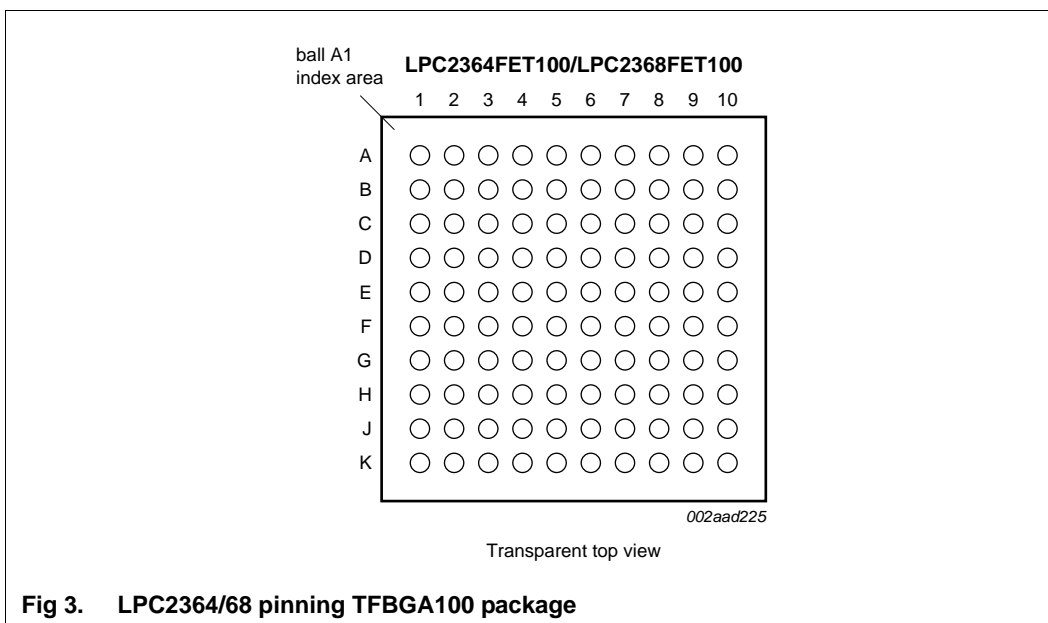 ball A1
index area
LPC2364FET100/LPC2368FET100
1 2 3 4 5 6 7 8 9 10
A
B
C
D
E
F
G
H
J
K
002aad225
Transparent top view
Fig 3. LPC2364/68 pinning TFBGA100 package